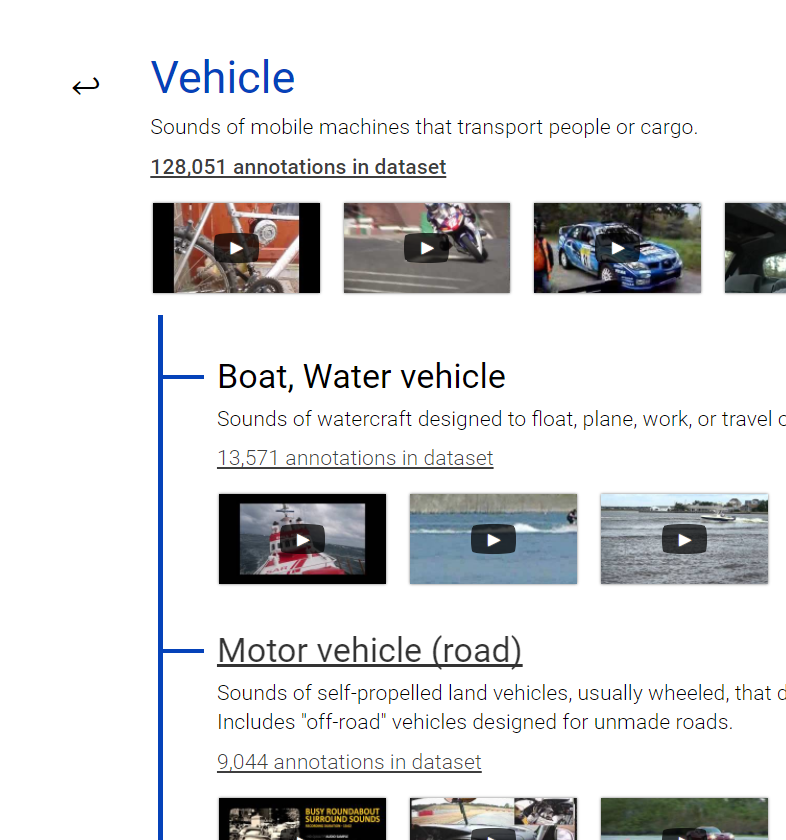 Vehicle
Sounds of mobile machines that transport people or cargo.
128,051 annotations in dataset
Boat, Water vehicle
Sounds of watercraft designed to float, plane, work, or travel
13,571 annotations in dataset
Motor vehicle (road)
Sounds of self-propelled land vehicles, usually wheeled, that
Includes "off-road" vehicles designed for unmade roads.
9,044 annotations in dataset
BUSY ROUNDABOUT
SURROUND SOUNDS